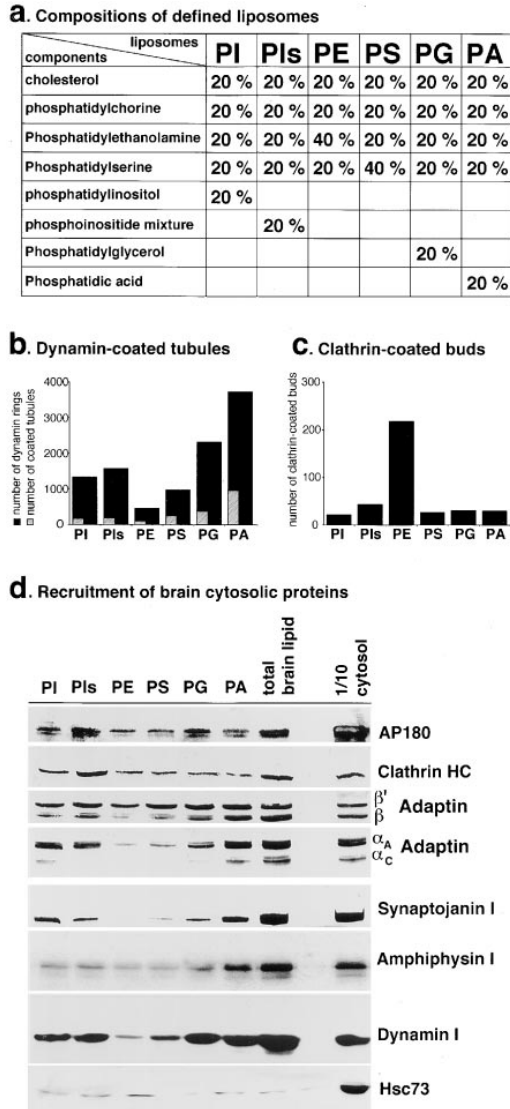 a. Compositions of defined liposomes
liposomes
components
PI PIs PE PS PG PA
cholesterol 20 % 20 % 20 % 20 % 20 % 20 %
phosphatidylchorine 20 % 20 % 20 % 20 % 20 % 20 %
Phosphatidylethanolamine 20 % 20 % 40 % 20 % 20 % 20 %
Phosphatidylserine 20 % 20 % 20 % 40 % 20 % 20 %
phosphatidylinositol 20 %
phosphoinositide mixture 20 %
Phosphatidylglycerol 20 %
Phosphatidic acid 20 %
b. Dynamin-coated tubules
number of dynamin rings
number of coated tubules
4000
3000
2000
1000
0
PI PIs PE PS PG PA
c. Clathrin-coated buds
number of clathrin-coated buds
300
200
100
0
PI PIs PE PS PG PA
d. Recruitment of brain cytosolic proteins
PI PIs PE PS PG PA total brain lipid 1/10 cytosol
AP180
Clathrin HC
β' Adaptin
β
αA Adaptin
αC
Synaptojanin I
Amphiphysin I
Dynamin I
Hsc73